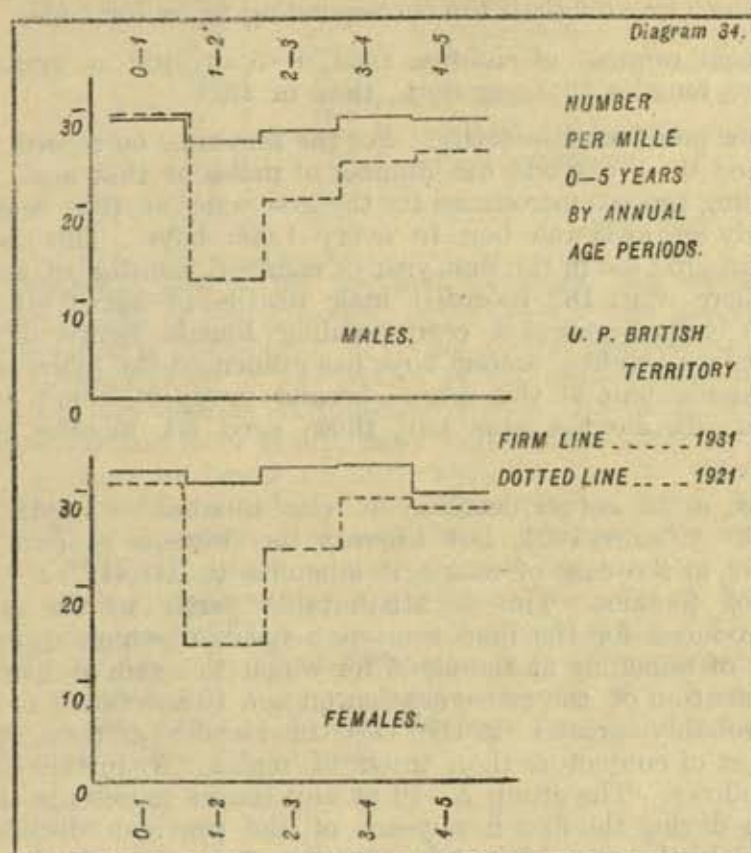 Diagram 34.
0—1 1—2 2—3 3—4 4—5
NUMBER
PER MILLE
0—5 YEARS
BY ANNUAL
AGE PERIODS.
30
20
10
0
MALES.
U. P. BRITISH
TERRITORY
FIRM LINE _ _ _ _ _ 1931
DOTTED LINE _ _ _ _ _ 1921
30
20
10
0
FEMALES.
0—1 1—2 2—3 3—4 4—5